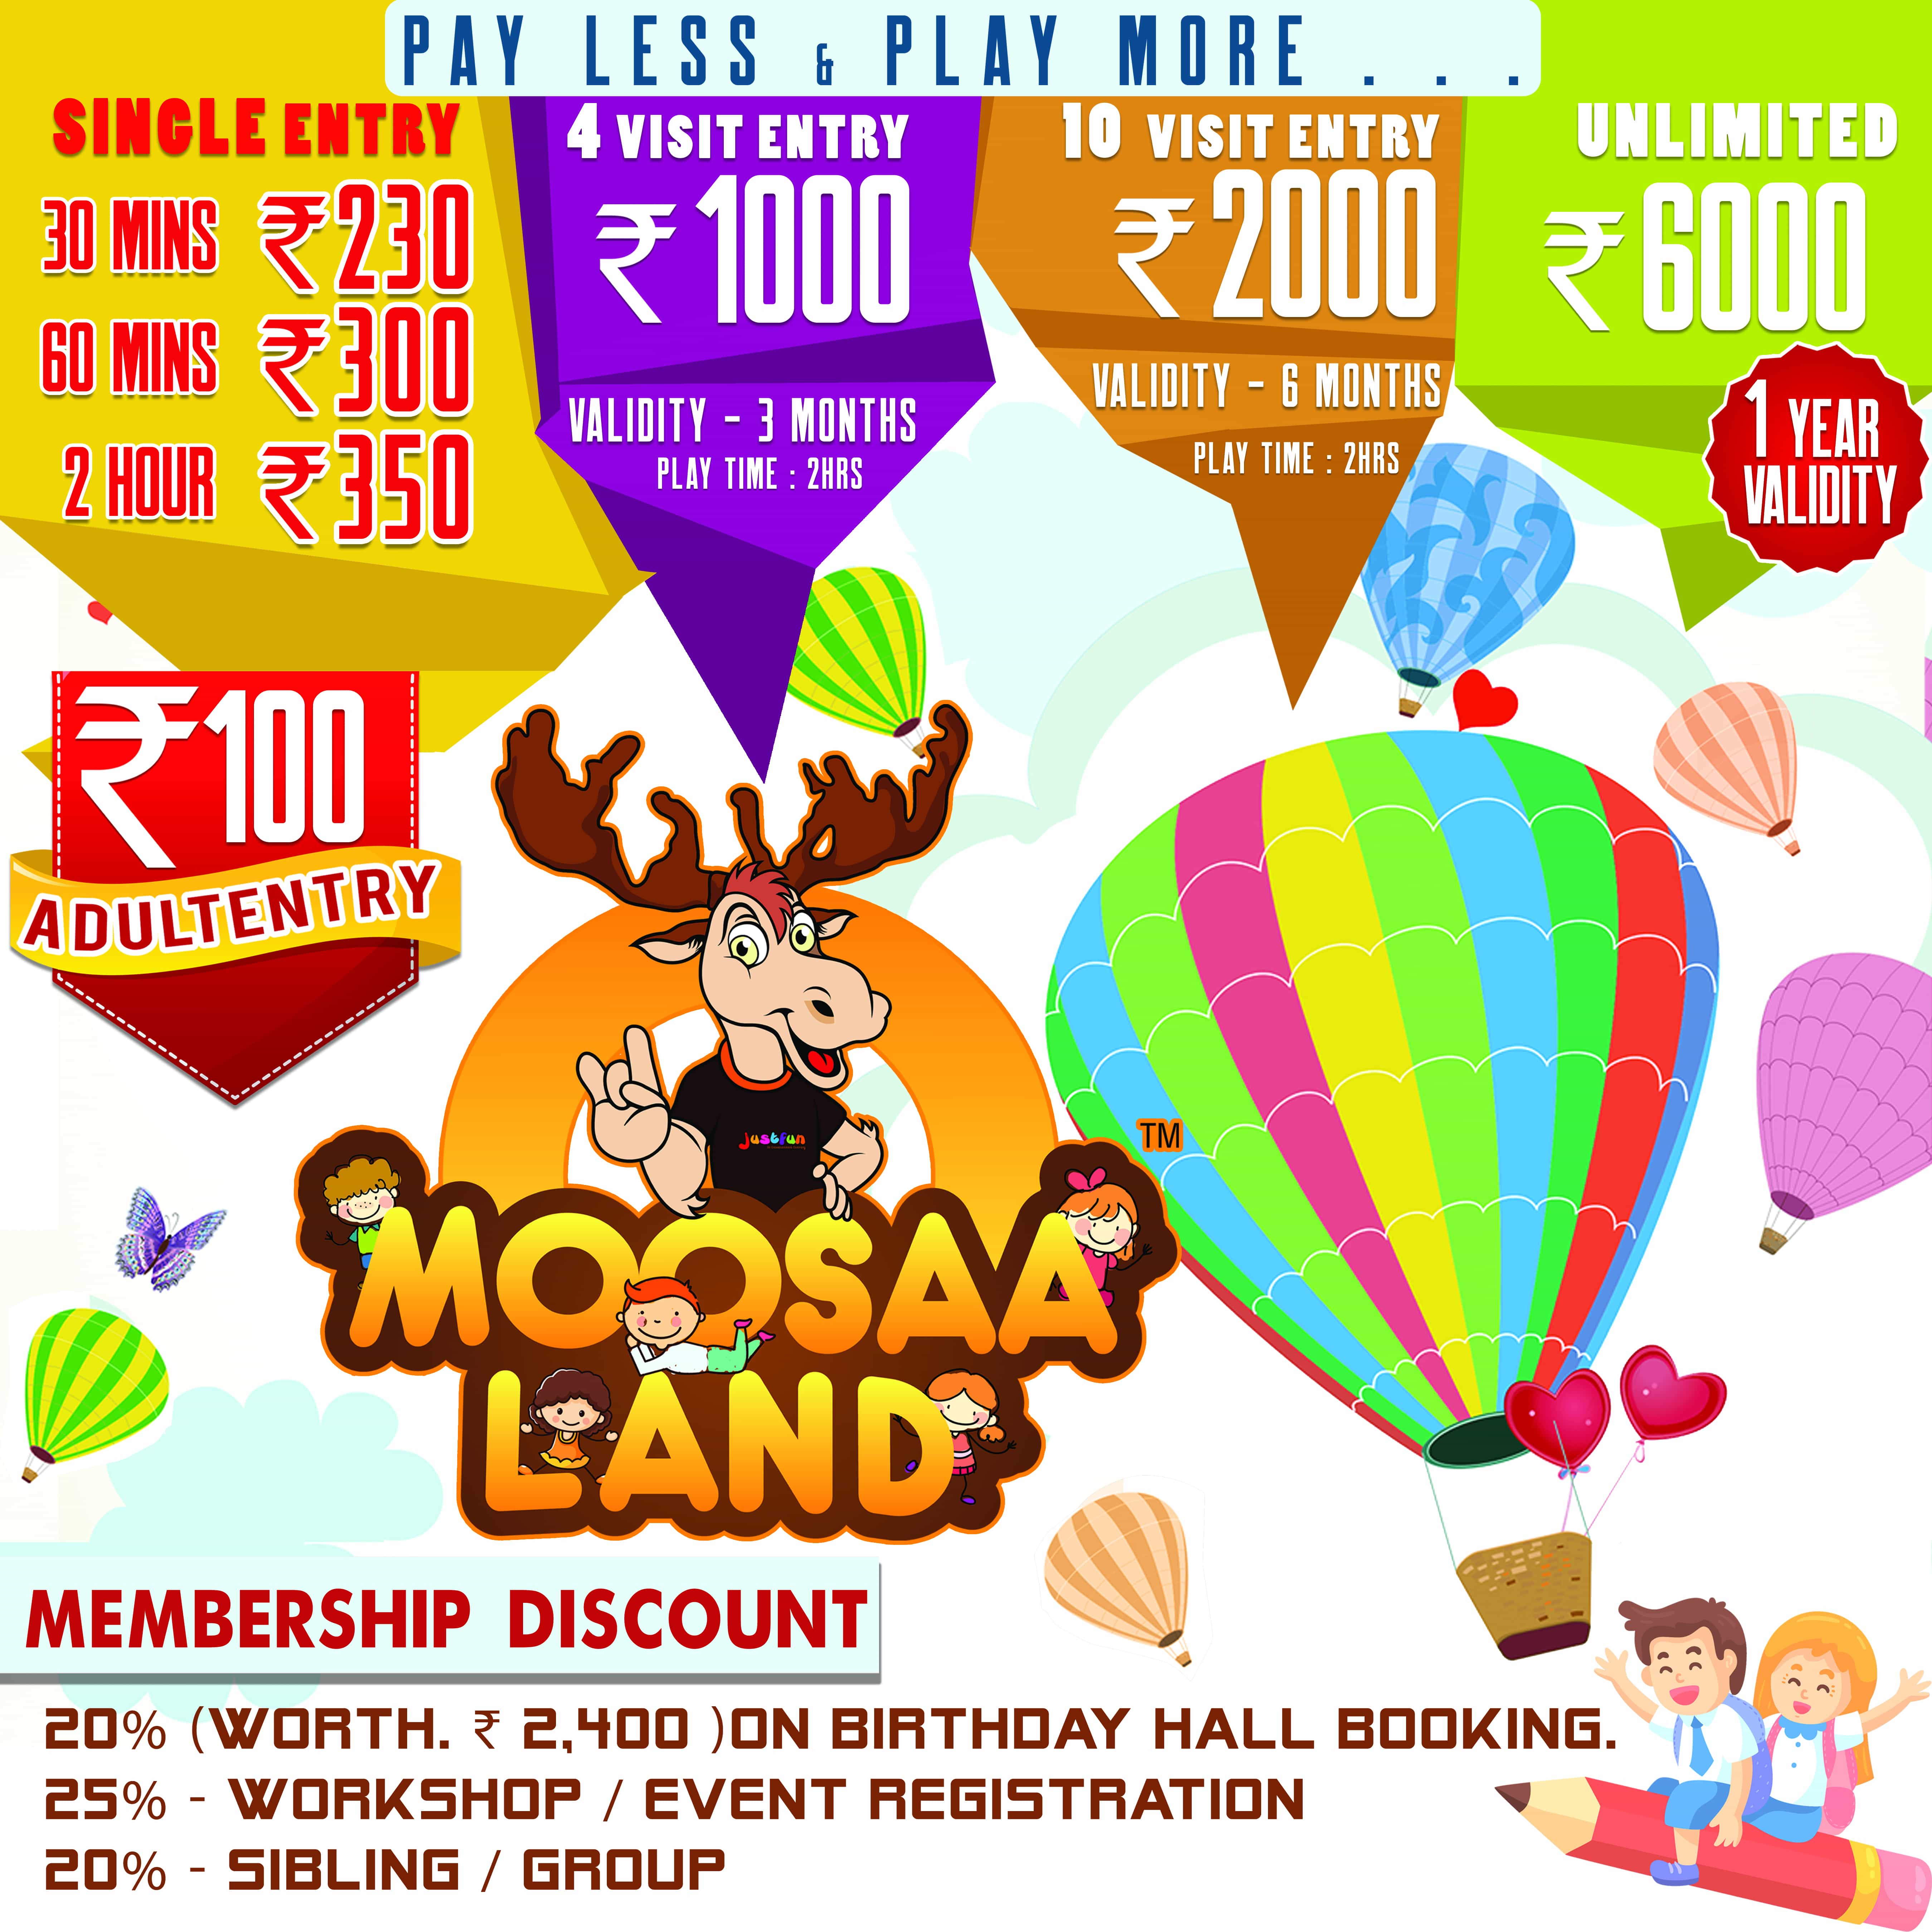 PAY LESS & PLAY MORE . . .
SINGLE ENTRY
30 MINS ₹230
60 MINS ₹300
2 HOUR ₹350
4 VISIT ENTRY
₹1000
VALIDITY - 3 MONTHS
PLAY TIME : 2HRS
10 VISIT ENTRY
₹2000
VALIDITY - 6 MONTHS
PLAY TIME : 2HRS
UNLIMITED
₹6000
1 YEAR
VALIDITY
₹100
ADULTENTRY
justfun
TM
MOOSAA
LAND
MEMBERSHIP DISCOUNT
20% (WORTH. ₹ 2,400 )ON BIRTHDAY HALL BOOKING.
25% - WORKSHOP / EVENT REGISTRATION
20% - SIBLING / GROUP